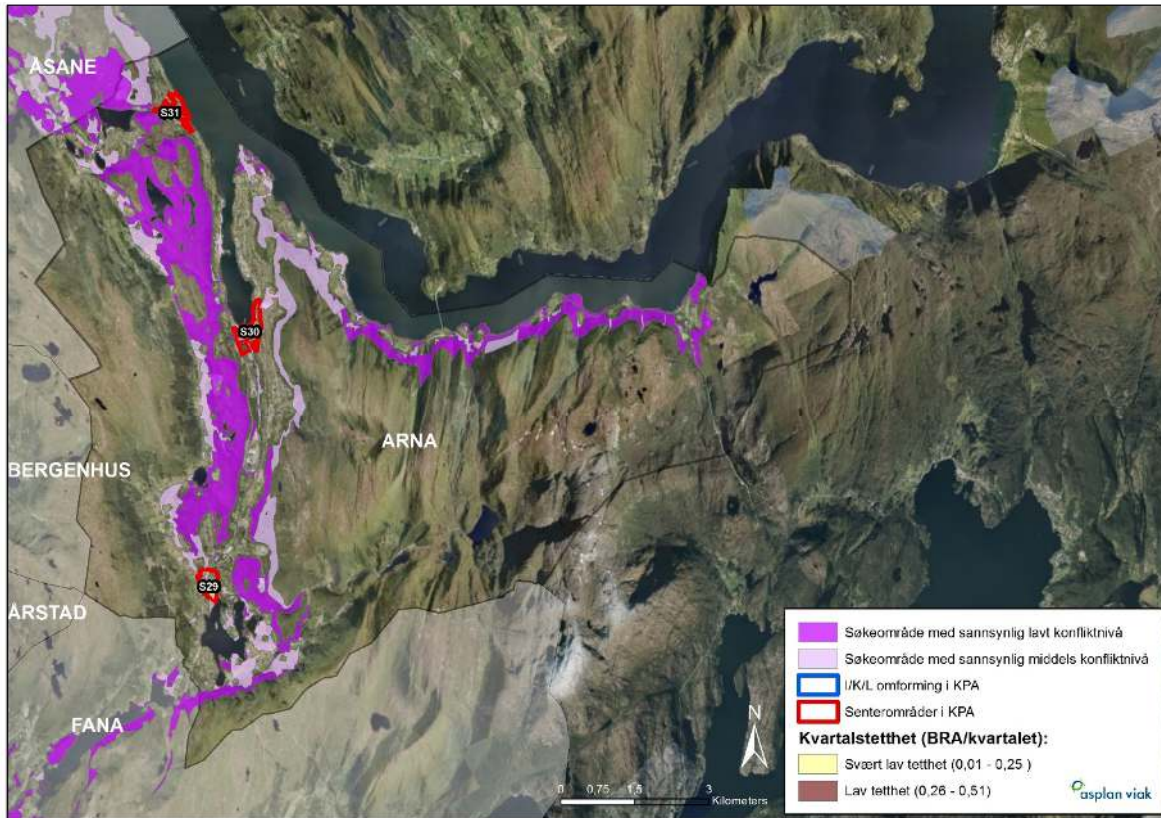 ÅSANE
S31
S30
ARNA
BERGENHUS
S29
ÅRSTAD
FANA
N
0 0,75 1,5 3
Kilometers
Søkeområde med sannsynlig lavt konfliktnivå
Søkeområde med sannsynlig middels konfliktnivå
I/K/L omforming i KPA
Senterområder i KPA
Kvartalstetthet (BRA/kvartalet):
Svært lav tetthet (0,01 - 0,25 )
Lav tetthet (0,26 - 0,51)
asplan viak